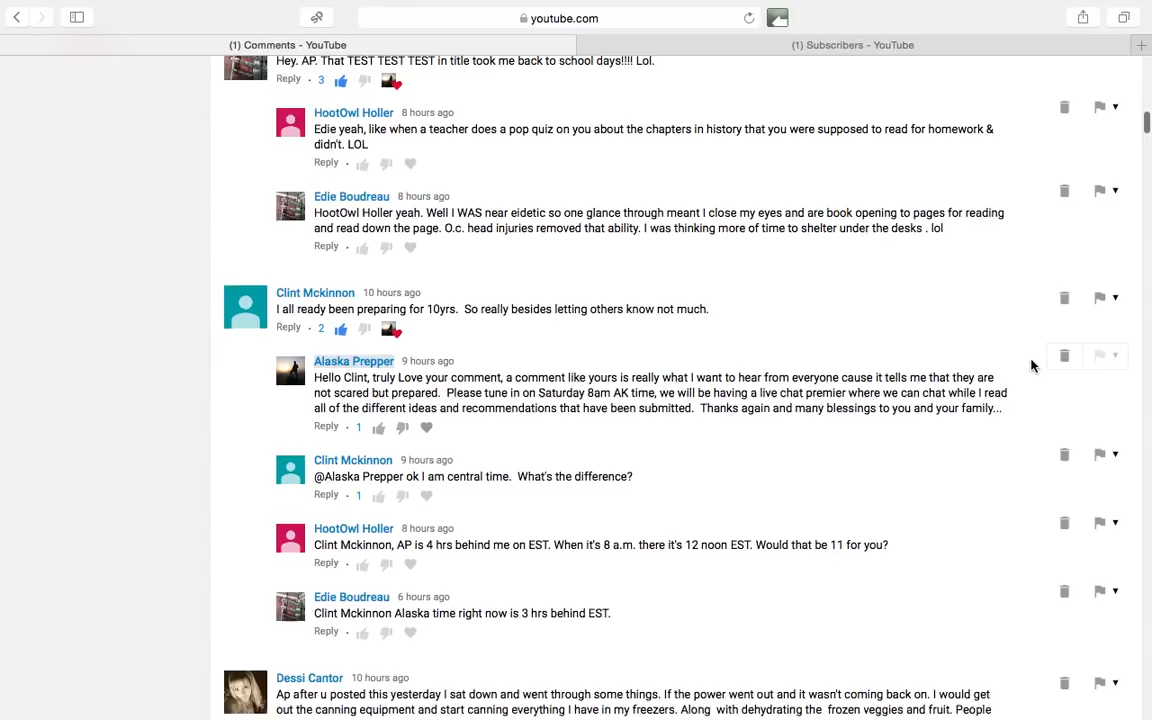 youtube.com
(1) Comments - YouTube
(1) Subscribers - YouTube
Hey. AP. That TEST TEST TEST in title took me back to school days!!!! Lol.
Reply · 3
HootOwl Holler 8 hours ago
Edie yeah, like when a teacher does a pop quiz on you about the chapters in history that you were supposed to read for homework &
didn't. LOL
Reply ·
Edie Boudreau 8 hours ago
HootOwl Holler yeah. Well I WAS near eidetic so one glance through meant I close my eyes and are book opening to pages for reading
and read down the page. O.c. head injuries removed that ability. I was thinking more of time to shelter under the desks . lol
Reply ·
Clint Mckinnon 10 hours ago
I all ready been preparing for 10yrs. So really besides letting others know not much.
Reply · 2
Alaska Prepper 9 hours ago
Hello Clint, truly Love your comment, a comment like yours is really what I want to hear from everyone cause it tells me that they are
not scared but prepared. Please tune in on Saturday 8am AK time, we will be having a live chat premier where we can chat while I read
all of the different ideas and recommendations that have been submitted. Thanks again and many blessings to you and your family...
Reply · 1
Clint Mckinnon 9 hours ago
@Alaska Prepper ok I am central time. What's the difference?
Reply · 1
HootOwl Holler 8 hours ago
Clint Mckinnon, AP is 4 hrs behind me on EST. When it's 8 a.m. there it's 12 noon EST. Would that be 11 for you?
Reply ·
Edie Boudreau 6 hours ago
Clint Mckinnon Alaska time right now is 3 hrs behind EST.
Reply ·
Dessi Cantor 10 hours ago
Ap after u posted this yesterday I sat down and went through some things. If the power went out and it wasn't coming back on. I would get
out the canning equipment and start canning everything I have in my freezers. Along with dehydrating the frozen veggies and fruit. People